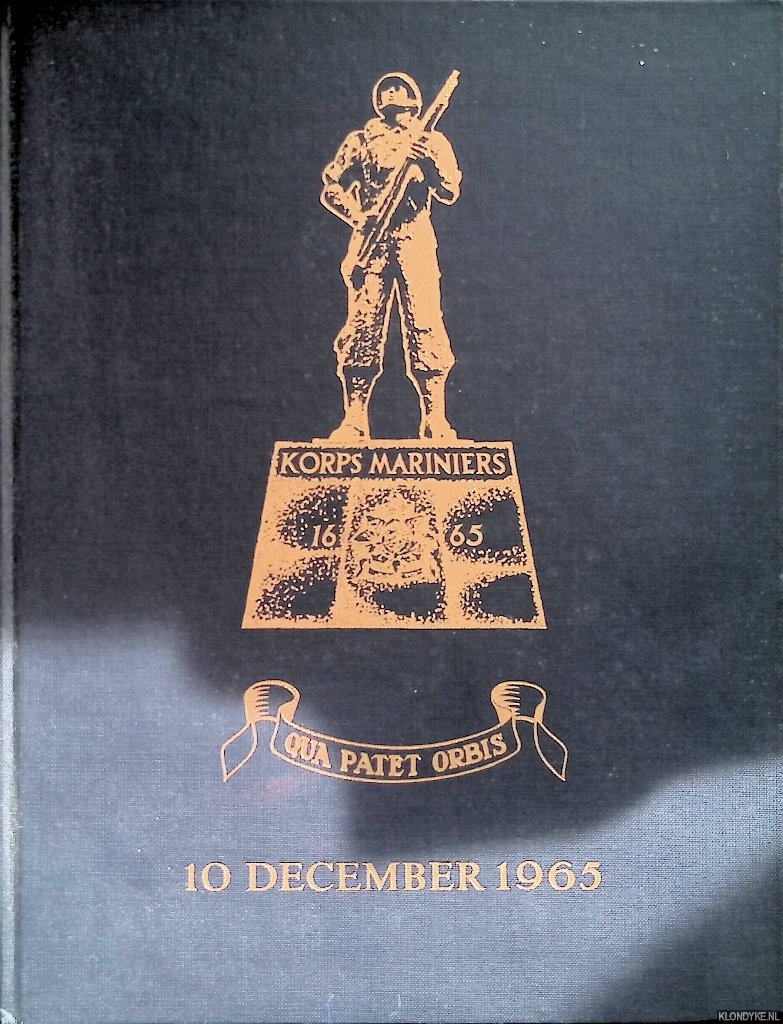 KORPS MARINIERS
16 65
QUA PATET ORBIS
10 DECEMBER 1965
KLONDYKE.NL